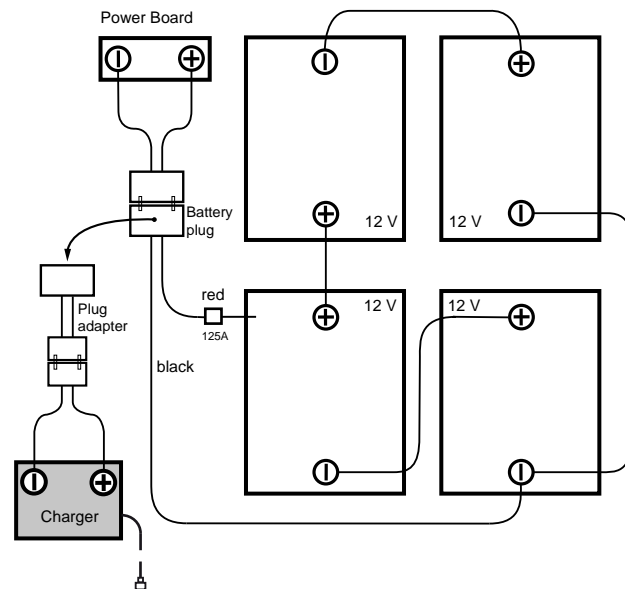 Power Board
12 V
12 V
Battery
plug
Plug
adapter
red
125A
12 V
12 V
black
Charger